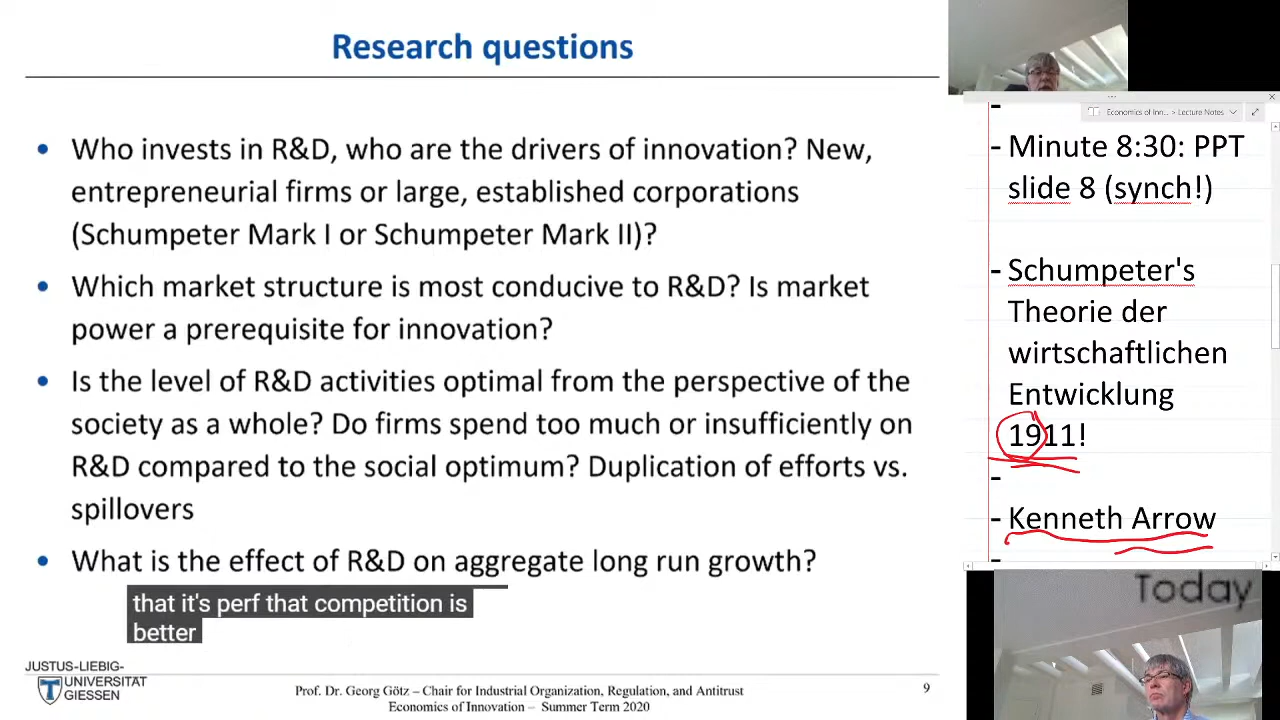 Research questions
Who invests in R&D, who are the drivers of innovation? New,
entrepreneurial firms or large, established corporations
(Schumpeter Mark I or Schumpeter Mark II)?
Which market structure is most conducive to R&D? Is market
power a prerequisite for innovation?
Is the level of R&D activities optimal from the perspective of the
society as a whole? Do firms spend too much or insufficiently on
R&D compared to the social optimum? Duplication of efforts vs.
spillovers
What is the effect of R&D on aggregate long run growth?
that it's perf that competition is
better
JUSTUS-LIEBIG-
UNIVERSITAT
GIESSEN
Prof. Dr. Georg Götz – Chair for Industrial Organization, Regulation, and Antitrust
Economics of Innovation – Summer Term 2020
9
Economics of Inn... > Lecture Notes
-
- Minute 8:30: PPT
slide 8 (synch!)
- Schumpeter's
Theorie der
wirtschaftlichen
Entwicklung
1911!
-
- Kenneth Arrow
-
Today